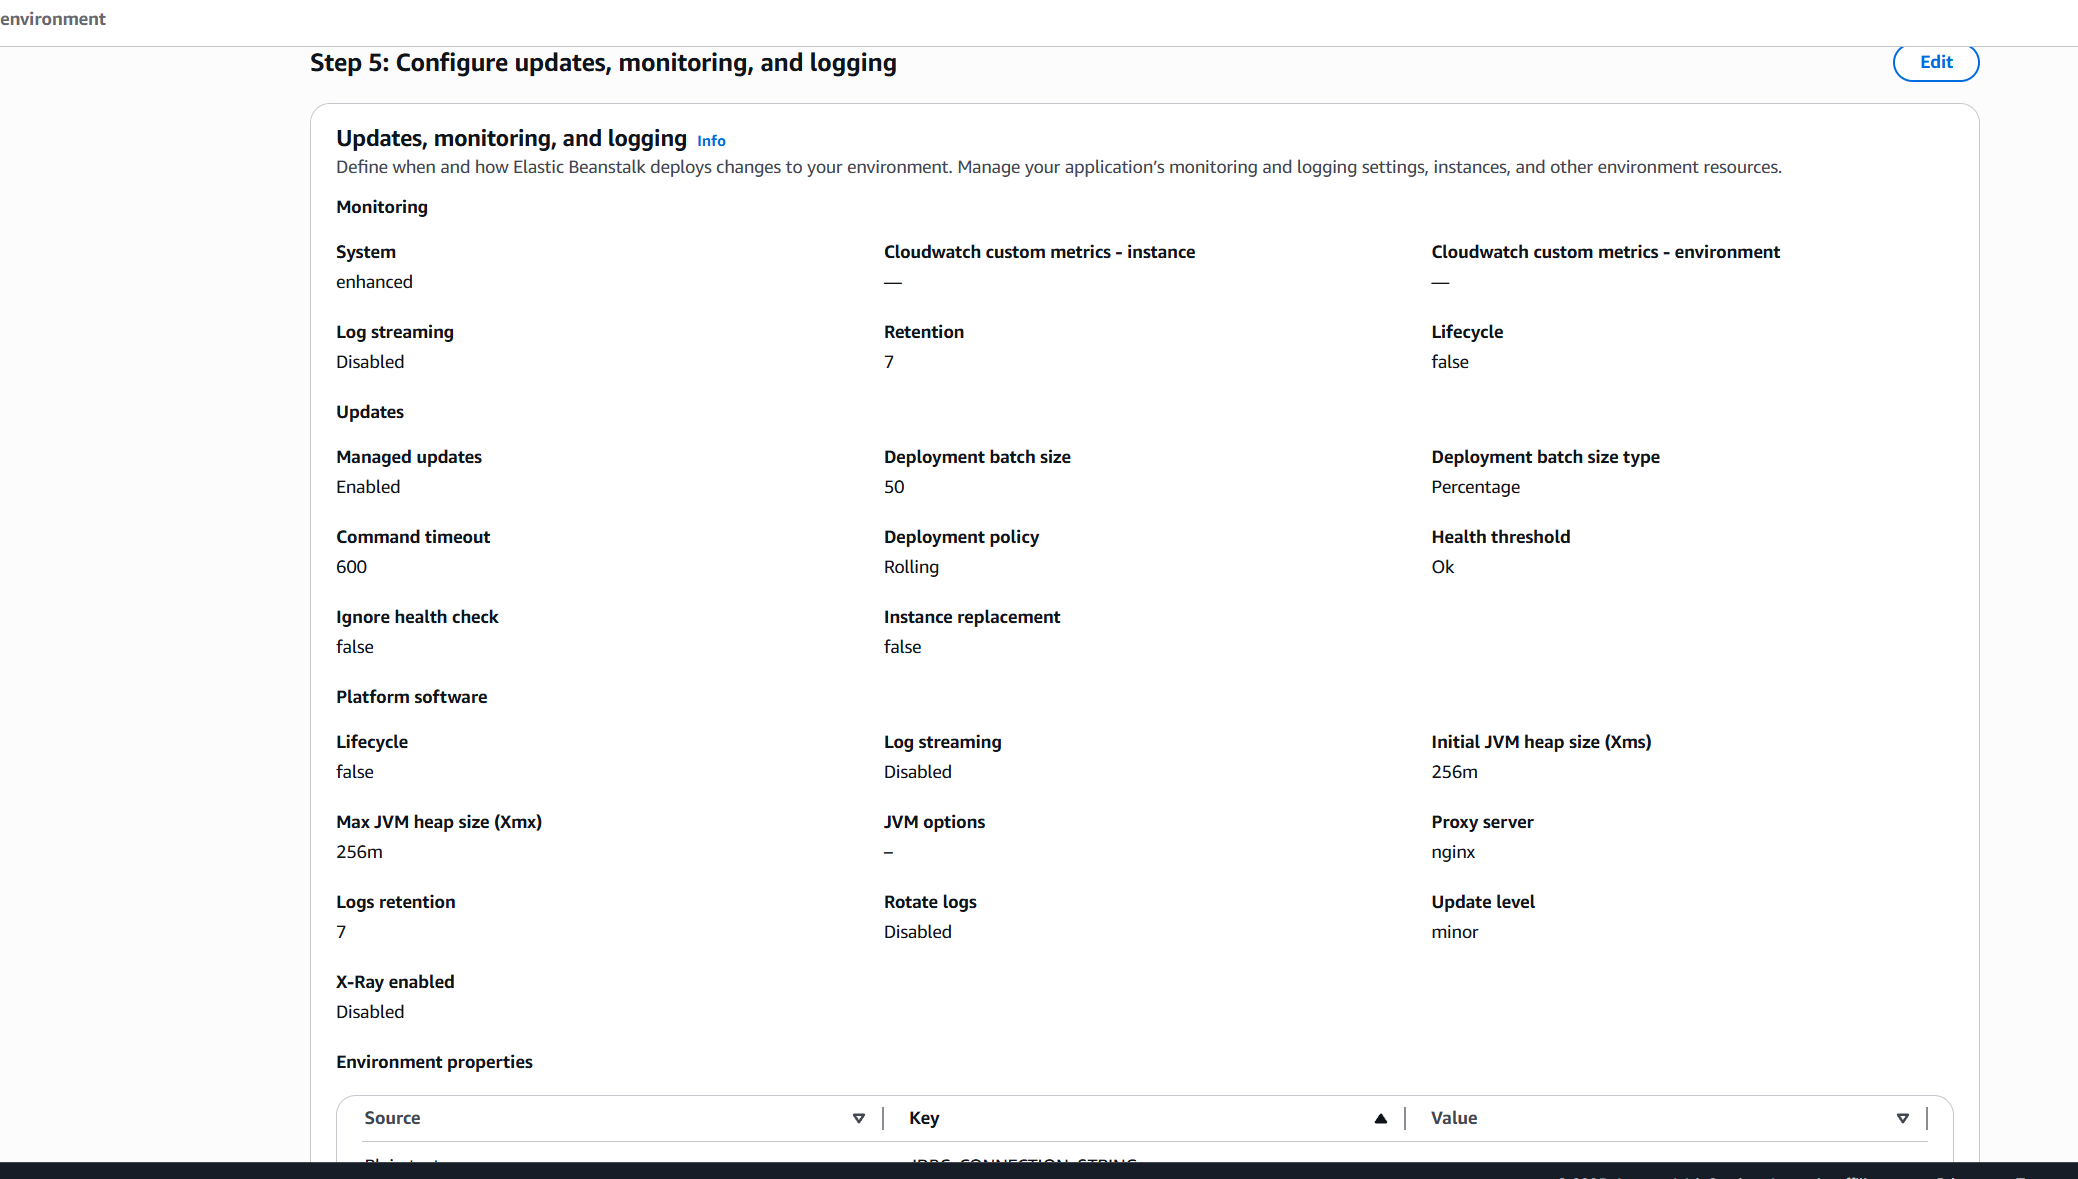 environment
Step 5: Configure updates, monitoring, and logging
Edit
Updates, monitoring, and logging Info
Define when and how Elastic Beanstalk deploys changes to your environment. Manage your application's monitoring and logging settings, instances, and other environment resources.
Monitoring
System Cloudwatch custom metrics - instance Cloudwatch custom metrics - environment
enhanced — —
Log streaming Retention Lifecycle
Disabled 7 false
Updates
Managed updates Deployment batch size Deployment batch size type
Enabled 50 Percentage
Command timeout Deployment policy Health threshold
600 Rolling Ok
Ignore health check Instance replacement
false false
Platform software
Lifecycle Log streaming Initial JVM heap size (Xms)
false Disabled 256m
Max JVM heap size (Xmx) JVM options Proxy server
256m – nginx
Logs retention Rotate logs Update level
7 Disabled minor
X-Ray enabled
Disabled
Environment properties
Source Key Value
Plain text JDBC_CONNECTION_STRING